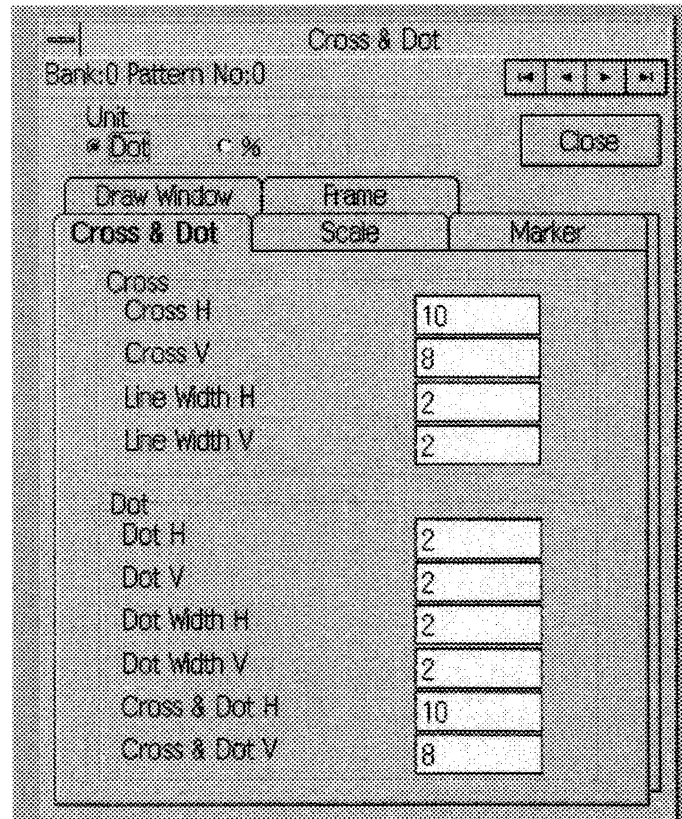 Cross & Dot
Bank:0 Pattern No:0
Unit
Dot %
Close
Draw Window Frame
Cross & Dot Scale Marker
Cross
Cross H 10
Cross V 8
Line Width H 2
Line Width V 2
Dot
Dot H 2
Dot V 2
Dot Width H 2
Dot Width V 2
Cross & Dot H 10
Cross & Dot V 8